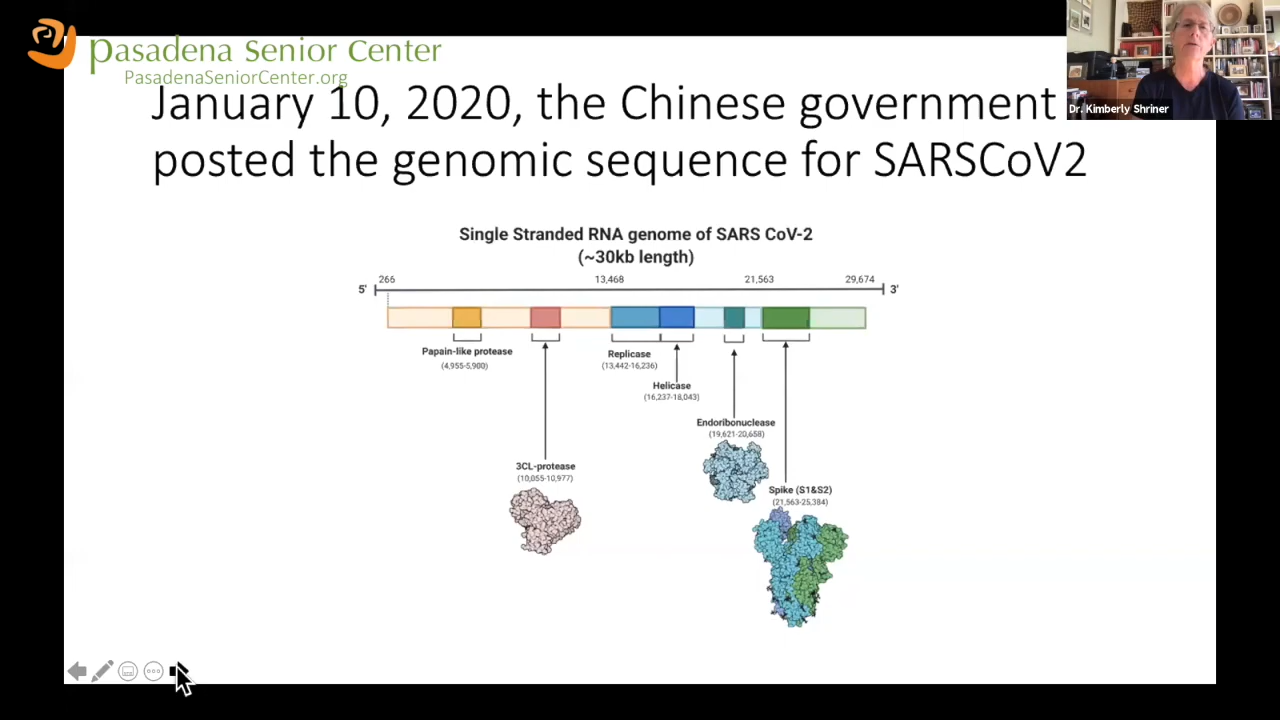 pasadena Senior Center
PasadenaSeniorCenter.org
January 10, 2020, the Chinese government
posted the genomic sequence for SARSCoV2
Dr. Kimberly Shriner
Single Stranded RNA genome of SARS CoV-2
(~30kb length)
266 13,468 21,563 29,674
5' 3'
Papain-like protease
(4,955-5,900)
Replicase
(13,442-16,236)
Helicase
(16,237-18,043)
Endoribonuclease
(19,621-20,658)
3CL-protease
(10,055-10,977)
Spike (S1&S2)
(21,563-25,384)